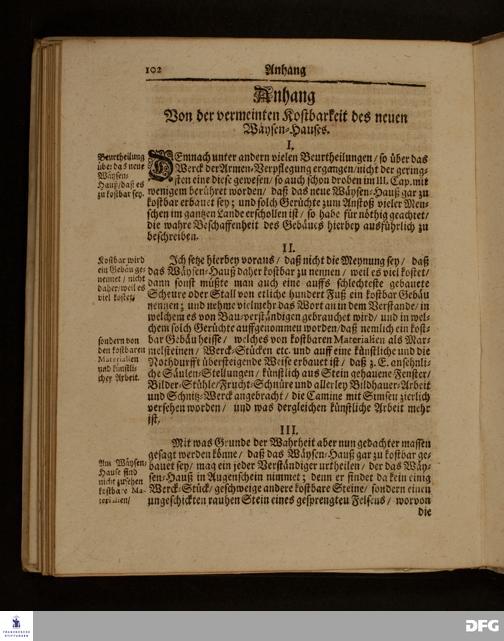 102 Anhang
Anhang
Von der vermeinten Kostbarkeit des neuen
Wäysen-Hauses.
I.
Beurtheilung
über das neue
Wäysen-
Hauß/daß es
zu kostbar sey.
DEmnach unter andern vielen Beurtheilungen/ so über das
Werck der Armen-Verpflegung ergangen/nicht der gering-
sten eine diese gewesen/ so auch schon droben im III. Cap. mit
wenigem berühret worden/ daß das neue Wäysen-Hauß gar zu
kostbar erbauet sey; und solch Gerüchte zum Anstoß vieler Men-
schen im gantzen Lande erschollen ist/ so habe für nöthig geachtet/
die wahre Beschaffenheit des Gebäues hierbey ausführlich zu
beschreiben.
II.
Kostbar wird
ein Gebäu ge-
nennet/ nicht
daher/weil es
viel kostet/
sondern von
den kostbaren
Materialien
und künstli-
cher Arbeit.
Ich setze hierbey voraus/ daß nicht die Meynung sey/ daß
das Wäysen-Hauß daher kostbar zu nennen/ weil es viel kostet/
dann sonst müßte man auch eine auffs schlechteste gebauete
Scheure oder Stall von etliche hundert Fuß ein kostbar Gebäu
nennen; und nehme vielmehr das Wort an in dem Verstande/ in
welchem es von Bau-verständigen gebrauchet wird/ und in wel-
chem solch Gerüchte auffgenommen worden/daß nemlich ein kost-
bar Gebäu heisse/ welches von kostbaren Materialien als Mar-
melsteinen/ Werck-Stücken etc. und auff eine künstliche und die
Nothdurfft übersteigende Weise erbauet ist/ daß z. E. ansehnli-
che Säulen-Stellungen/ künstlich aus Stein gehauene Fenster/
Bilder-Stühle/Frucht-Schnüre und allerley Bildhauer-Arbeit
und Schnitz-Werck angebracht/ die Camine mit Simsen zierlich
versehen worden/ und was dergleichen künstliche Arbeit mehr
ist.
III.
Am Wäysen-
Hause sind
nicht zusehen
kostbare Ma-
terialien/
Mit was Grunde der Wahrheit aber nun gedachter massen
gesagt werden könne/ daß das Wäysen-Hauß gar zu kostbar ge-
bauet sey/ mag ein jeder Verständiger urtheilen/ der das Wäy-
sen-Hauß in Augenschein nimmet; denn er findet da kein einig
Werck-Stück/ geschweige andere kostbare Steine/ sondern einen
ungeschickten rauhen Stein eines gesprengten Felsens/ worvon
die
FRANCKESCHE
STIFTUNGEN
DFG